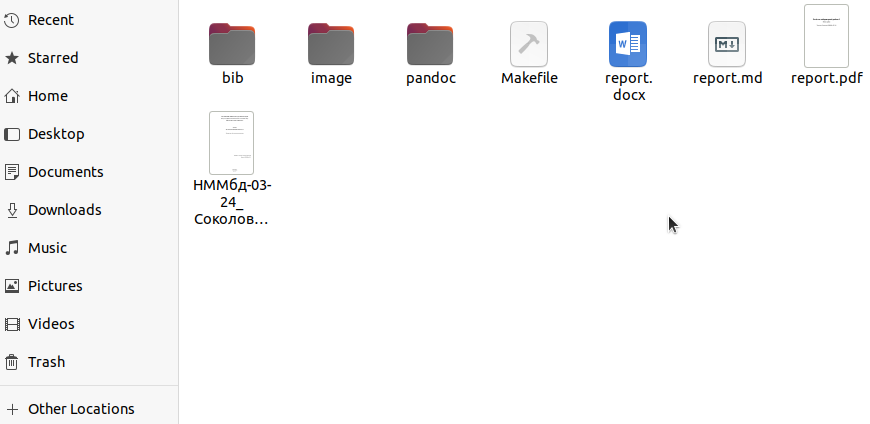 Recent
Starred
Home
Desktop
Documents
Downloads
Music
Pictures
Videos
Trash
Other Locations
bib
image
pandoc
Makefile
report.
docx
report.md
report.pdf
НММбд-03-
24_
Соколов...